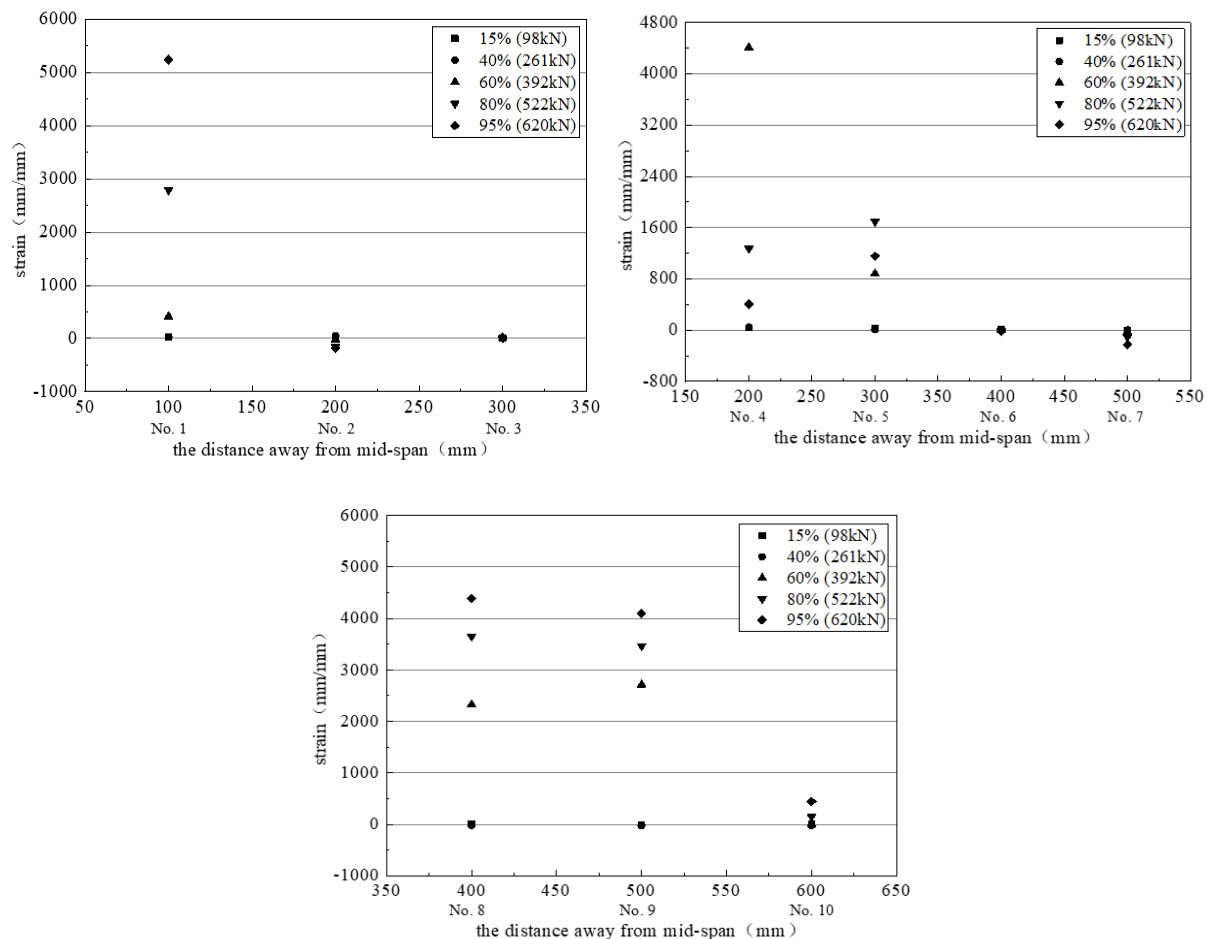 6000
5000
4000
3000
2000
1000
0
-1000
strain（mm/mm）
15% (98kN)
40% (261kN)
60% (392kN)
80% (522kN)
95% (620kN)
50 100 150 200 250 300 350
No. 1 No. 2 No. 3
the distance away from mid-span（mm）
4800
4000
3200
2400
1600
800
0
-800
strain（mm/mm）
15% (98kN)
40% (261kN)
60% (392kN)
80% (522kN)
95% (620kN)
150 200 250 300 350 400 450 500 550
No. 4 No. 5 No. 6 No. 7
the distance away from mid-span（mm）
6000
5000
4000
3000
2000
1000
0
-1000
strain（mm/mm）
15% (98kN)
40% (261kN)
60% (392kN)
80% (522kN)
95% (620kN)
350 400 450 500 550 600 650
No. 8 No. 9 No. 10
the distance away from mid-span（mm）